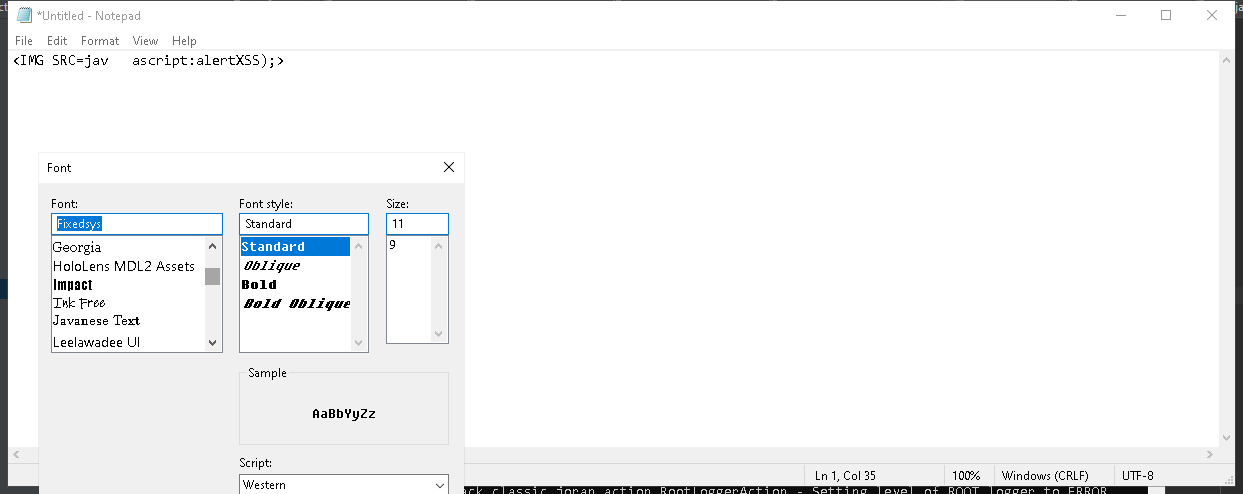 *Untitled - Notepad
File Edit Format View Help
<IMG SRC=jav   ascript:alertXSS);>
Font
Font: Font style: Size:
Fixedsys Standard 11
Georgia Standard 9
HoloLens MDL2 Assets Oblique
Impact Bold
Ink Free Bold Oblique
Javanese Text
Leelawadee UI
Sample
AaBbYyZz
Script:
Western
Ln 1, Col 35 100% Windows (CRLF) UTF-8
ack.classic.joran.action.RootLoggerAction - Setting level of ROOT logger to ERROR